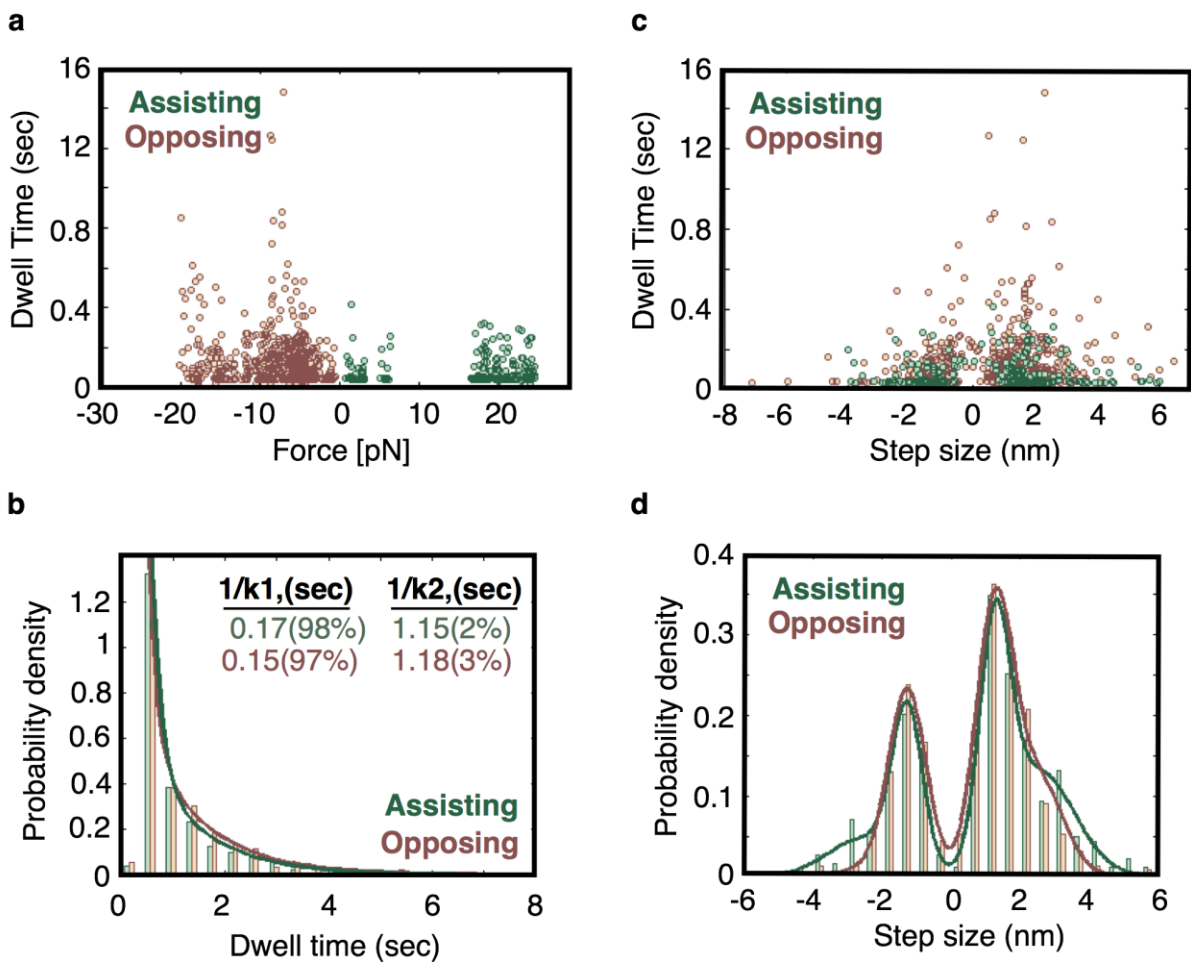 a
16
12
0.8
0.4
0
Dwell Time (sec)
Assisting
Opposing
-30 -20 -10 0 10 20
Force [pN]
c
16
12
0.8
0.4
0
Dwell Time (sec)
Assisting
Opposing
-8 -6 -4 -2 0 2 4 6
Step size (nm)
b
1.2
1
0.8
0.6
0.4
0.2
0
Probability density
1/k1,(sec) 1/k2,(sec)
0.17(98%) 1.15(2%)
0.15(97%) 1.18(3%)
Assisting
Opposing
0 2 4 6 8
Dwell time (sec)
d
0.4
0.3
0.2
0.1
0
Probability density
Assisting
Opposing
-6 -4 -2 0 2 4 6
Step size (nm)